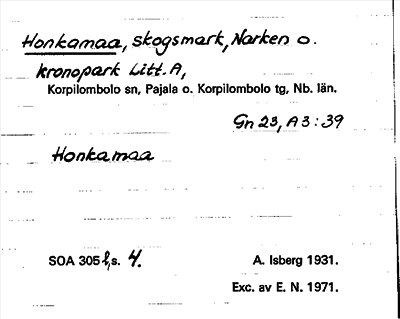 Honkamaa, skogsmark, Narken o.
kronopark Litt. A,
Korpilombolo sn, Pajala o. Korpilombolo tg, Nb. län.
Gn 23, A 3 : 39
Honkamaa
SOA 305 l, s. 4. A. Isberg 1931.
Exc. av E. N. 1971.